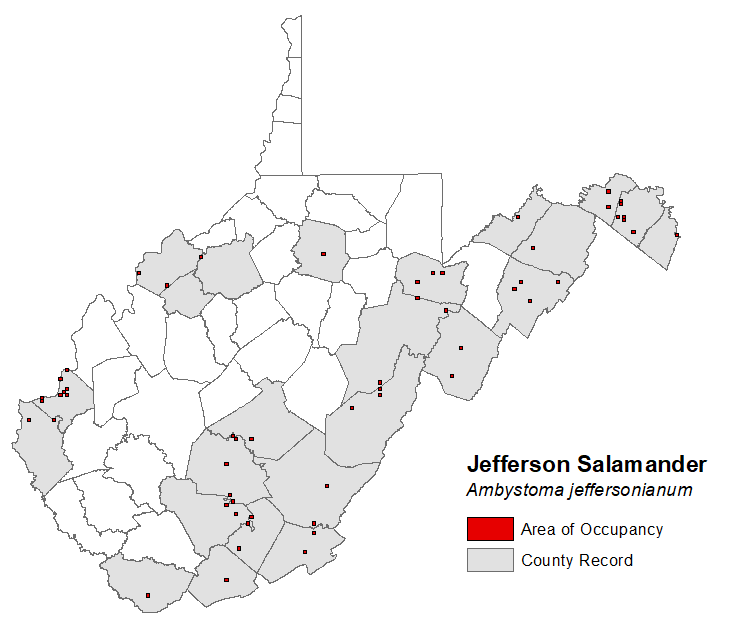 Jefferson Salamander
Ambystoma jeffersonianum
Area of Occupancy
County Record